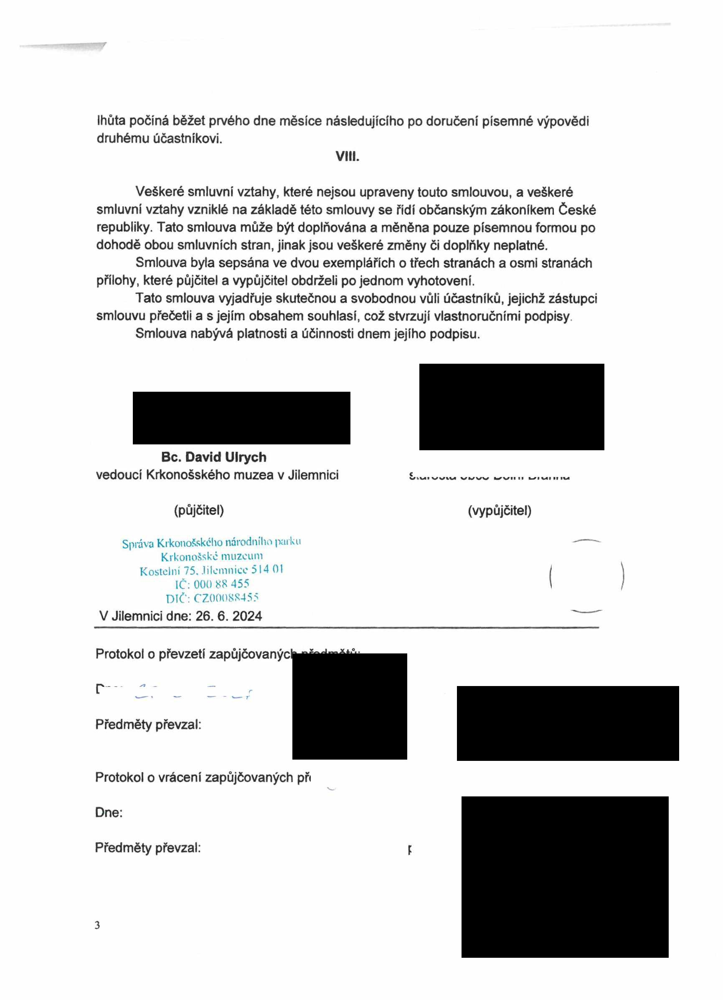 lhůta počíná běžet prvého dne měsíce následujícího po doručení písemné výpovědi
druhému účastníkovi.
VIII.
Veškeré smluvní vztahy, které nejsou upraveny touto smlouvou, a veškeré
smluvní vztahy vzniklé na základě této smlouvy se řídí občanským zákoníkem České
republiky. Tato smlouva může být doplňována a měněna pouze písemnou formou po
dohodě obou smluvních stran, jinak jsou veškeré změny či doplňky neplatné.
Smlouva byla sepsána ve dvou exemplářích o třech stranách a osmi stranách
přílohy, které půjčitel a vypůjčitel obdrželi po jednom vyhotovení.
Tato smlouva vyjadřuje skutečnou a svobodnou vůli účastníků, jejichž zástupci
smlouvu přečetli a s jejím obsahem souhlasí, což stvrzují vlastnoručními podpisy.
Smlouva nabývá platnosti a účinnosti dnem jejího podpisu.
Bc. David Ulrych
vedoucí Krkonošského muzea v Jilemnici
(půjčitel) (vypůjčitel)
Správa Krkonošského národního parku
Krkonošské muzeum
Kostelní 75, Jilemnice 514 01
IČ: 000 88 455
DIČ: CZ00088455
V Jilemnici dne: 26. 6. 2024
Protokol o převzetí zapůjčovaných předmětů:
Předměty převzal:
Protokol o vrácení zapůjčovaných
Dne:
Předměty převzal:
3